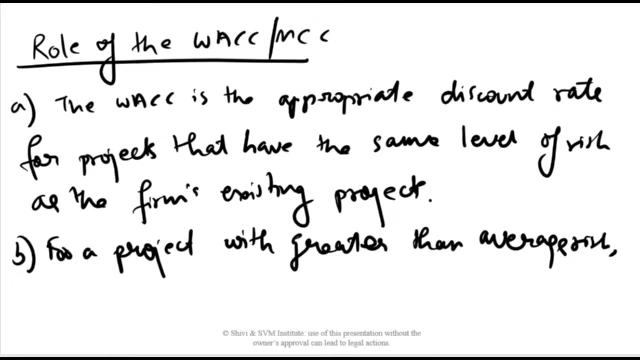 Role of the WACC/MCC
a) The WACC is the appropriate discount rate
for projects that have the same level of risk
as the firm's existing project.
b) For a project with greater than average risk,
© Shivi & SVM Institute: use of this presentation without the
owner's approval can lead to legal actions.